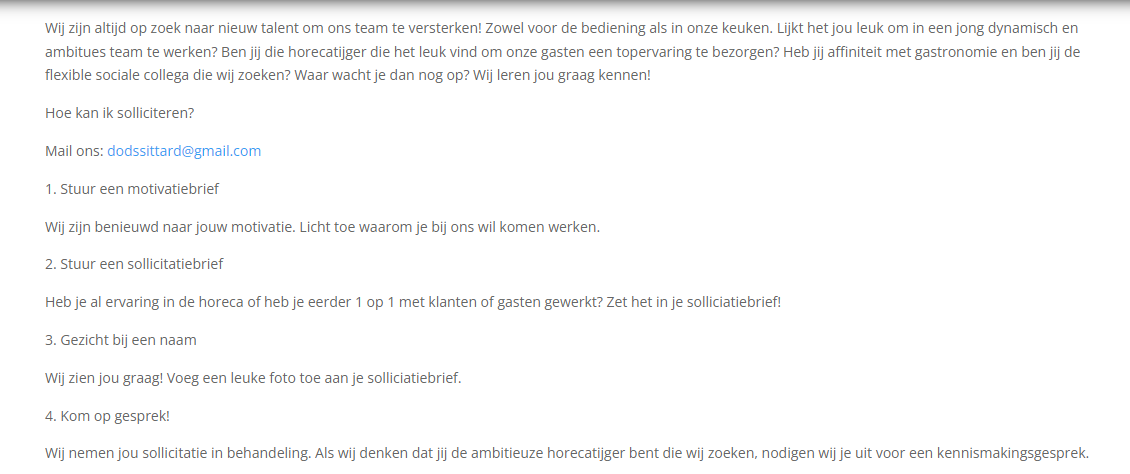 Wij zijn altijd op zoek naar nieuw talent om ons team te versterken! Zowel voor de bediening als in onze keuken. Lijkt het jou leuk om in een jong dynamisch en
ambitues team te werken? Ben jij die horecatijger die het leuk vind om onze gasten een topervaring te bezorgen? Heb jij affiniteit met gastronomie en ben jij de
flexible sociale collega die wij zoeken? Waar wacht je dan nog op? Wij leren jou graag kennen!
Hoe kan ik solliciteren?
Mail ons: dodssittard@gmail.com
1. Stuur een motivatiebrief
Wij zijn benieuwd naar jouw motivatie. Licht toe waarom je bij ons wil komen werken.
2. Stuur een sollicitatiebrief
Heb je al ervaring in de horeca of heb je eerder 1 op 1 met klanten of gasten gewerkt? Zet het in je solliciatiebrief!
3. Gezicht bij een naam
Wij zien jou graag! Voeg een leuke foto toe aan je solliciatiebrief.
4. Kom op gesprek!
Wij nemen jou sollicitatie in behandeling. Als wij denken dat jij de ambitieuze horecatijger bent die wij zoeken, nodigen wij je uit voor een kennismakingsgesprek.